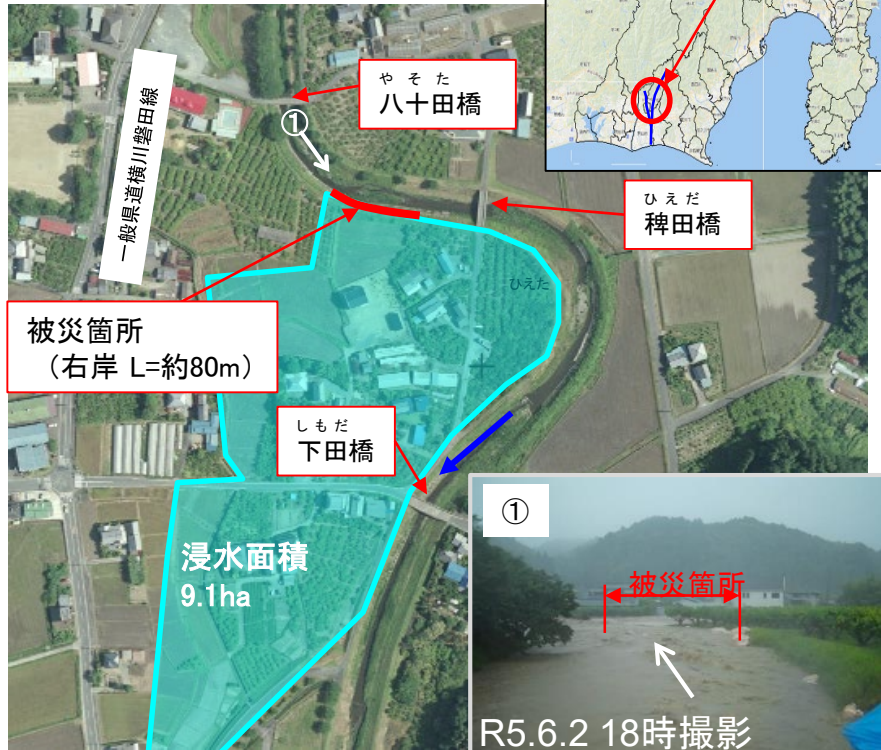 やそた
八十田橋
①
一般県道横川磐田線
ひえだ
稗田橋
ひえた
被災箇所
（右岸 L=約80m）
しもだ
下田橋
浸水面積
9.1ha
①
被災箇所
R5.6.2 18時撮影